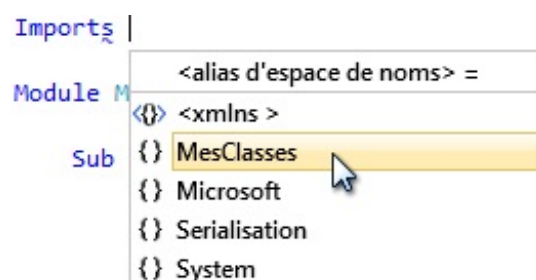 Imports
<alias d'espace de noms> =
Module M
<{}> <xmlns >
Sub {} MesClasses
{} Microsoft
{} Serialisation
{} System